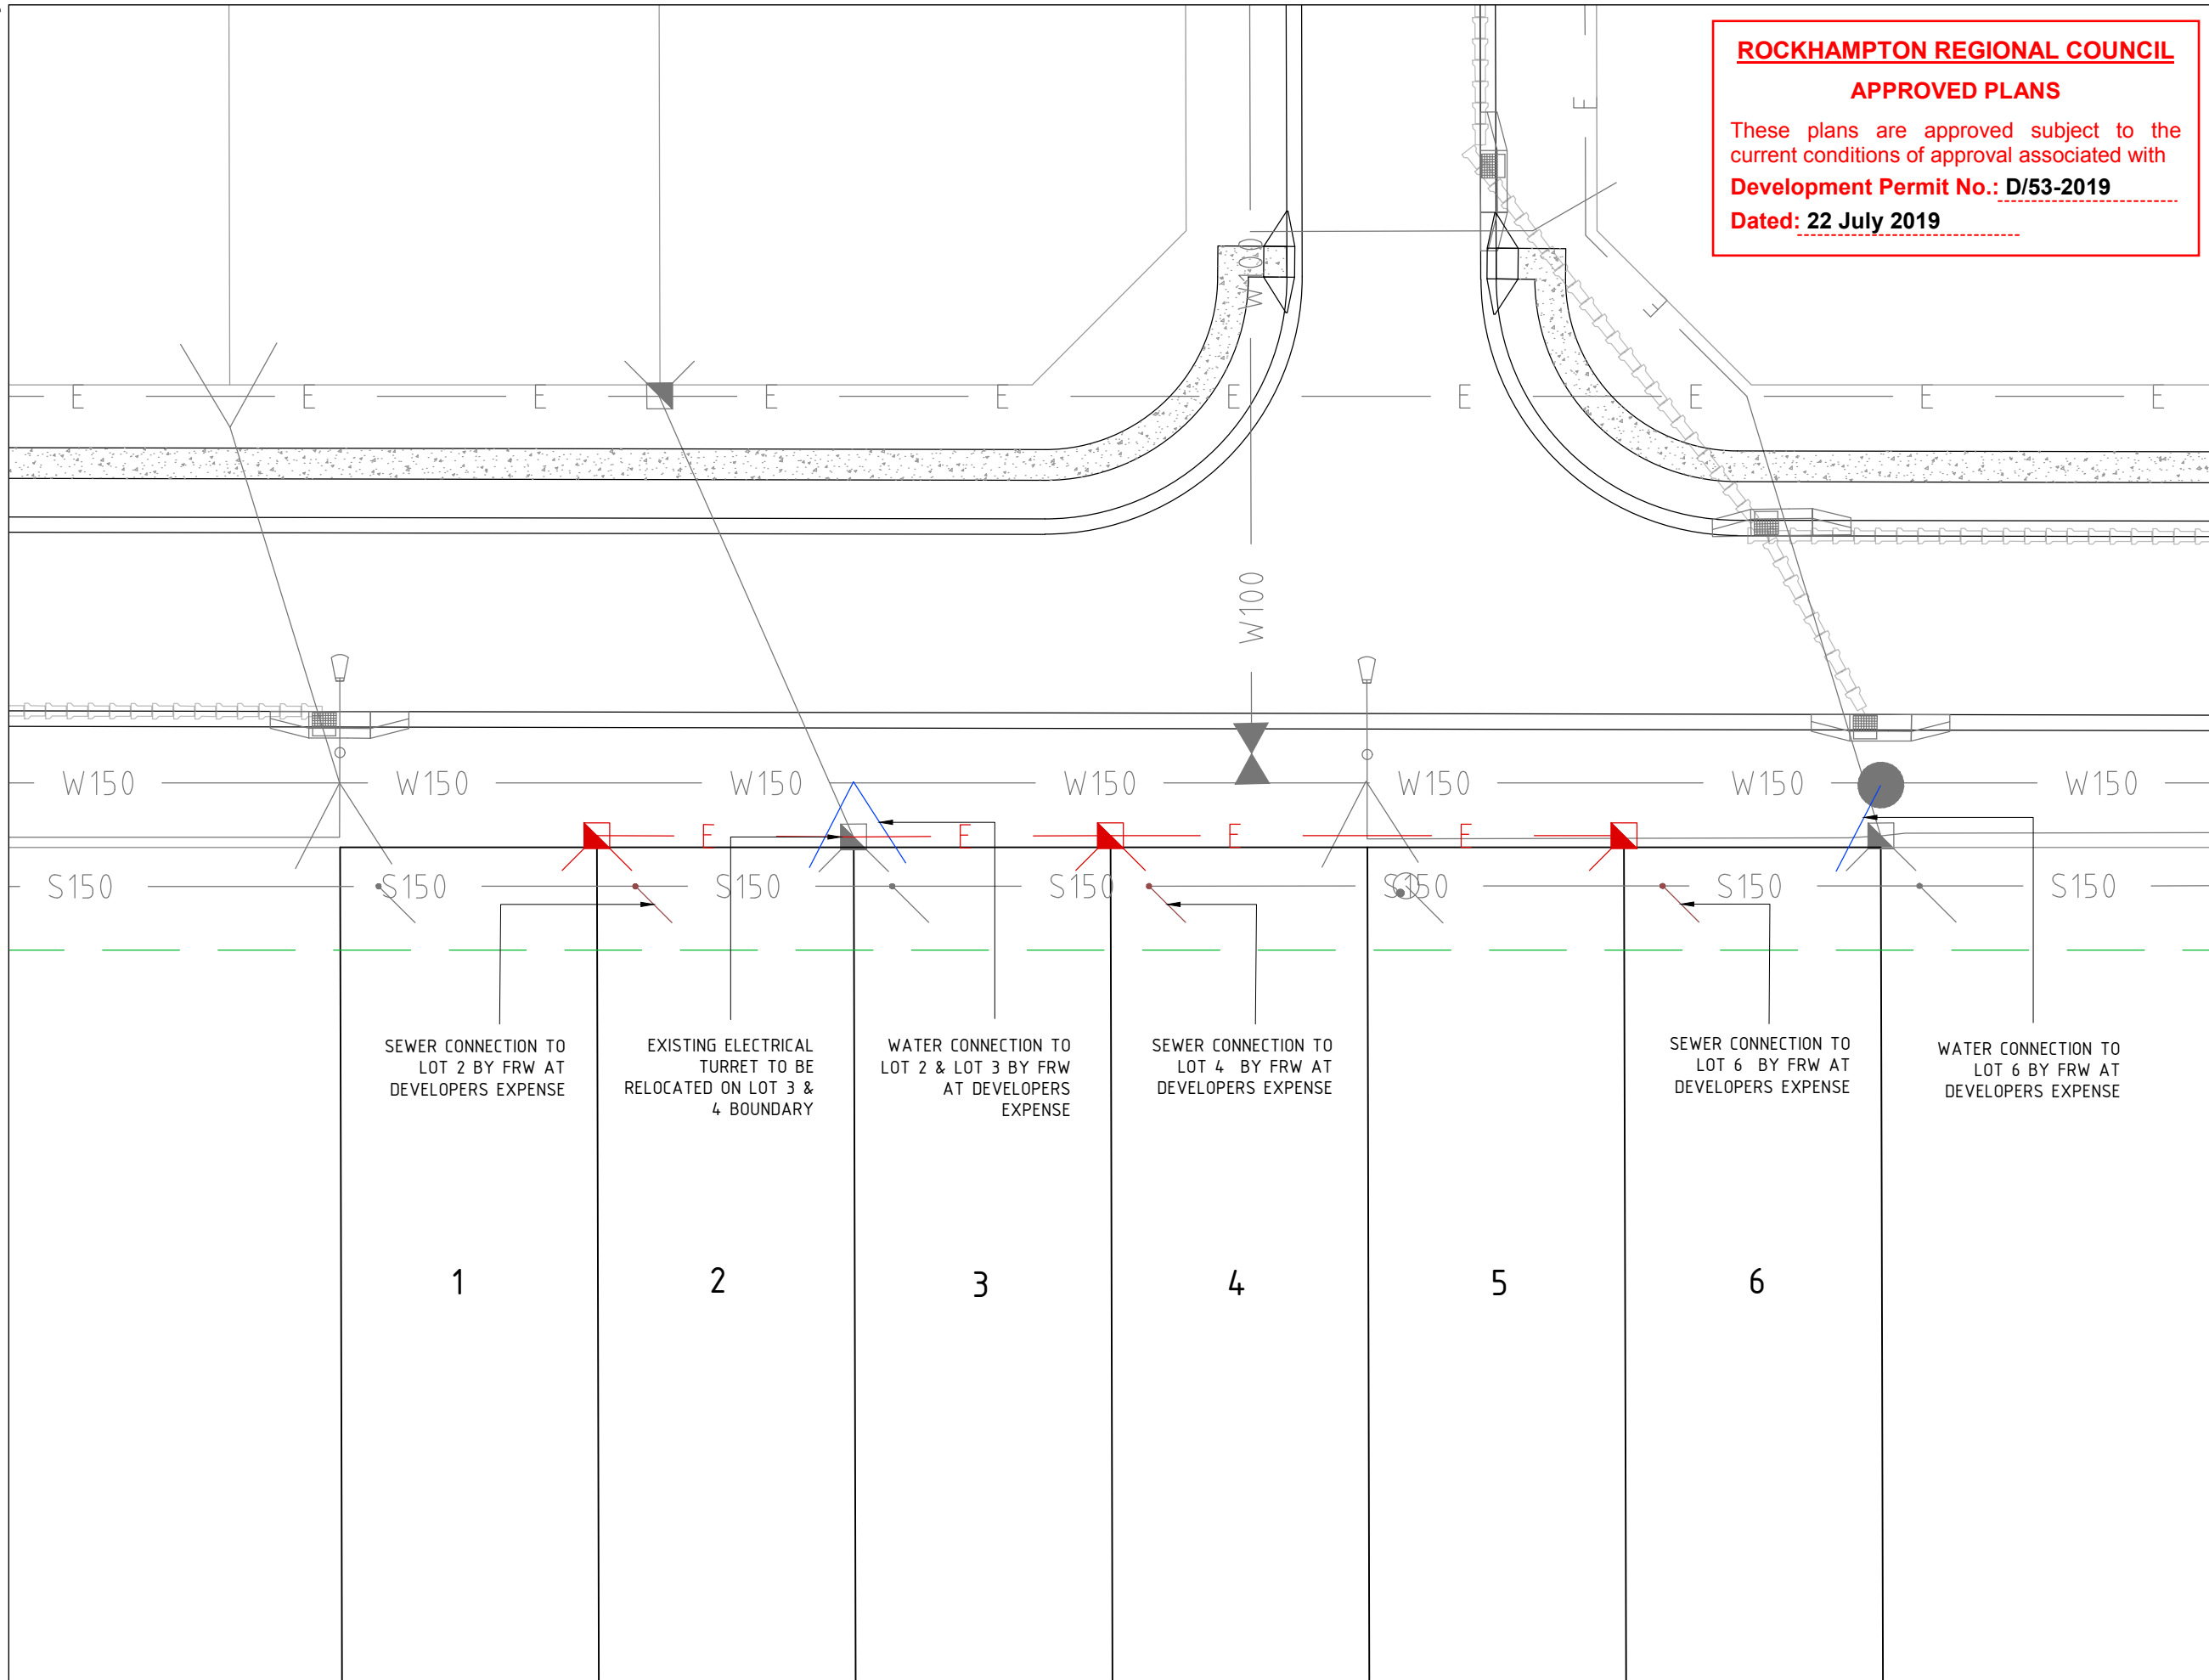 ROCKHAMPTON REGIONAL COUNCIL
APPROVED PLANS
These plans are approved subject to the
current conditions of approval associated with
Development Permit No.: D/53-2019
Dated: 22 July 2019
E
E
W100
E E E E E E E E E E
W100
W150 W150 W150 W150 W150 W150 W150
E E E E
S150 S150 S150 S150 S150 S150 S150
SEWER CONNECTION TO
LOT 2 BY FRW AT
DEVELOPERS EXPENSE
EXISTING ELECTRICAL
TURRET TO BE
RELOCATED ON LOT 3 &
4 BOUNDARY
WATER CONNECTION TO
LOT 2 & LOT 3 BY FRW
AT DEVELOPERS
EXPENSE
SEWER CONNECTION TO
LOT 4 BY FRW AT
DEVELOPERS EXPENSE
SEWER CONNECTION TO
LOT 6 BY FRW AT
DEVELOPERS EXPENSE
WATER CONNECTION TO
LOT 6 BY FRW AT
DEVELOPERS EXPENSE
1 2 3 4 5 6